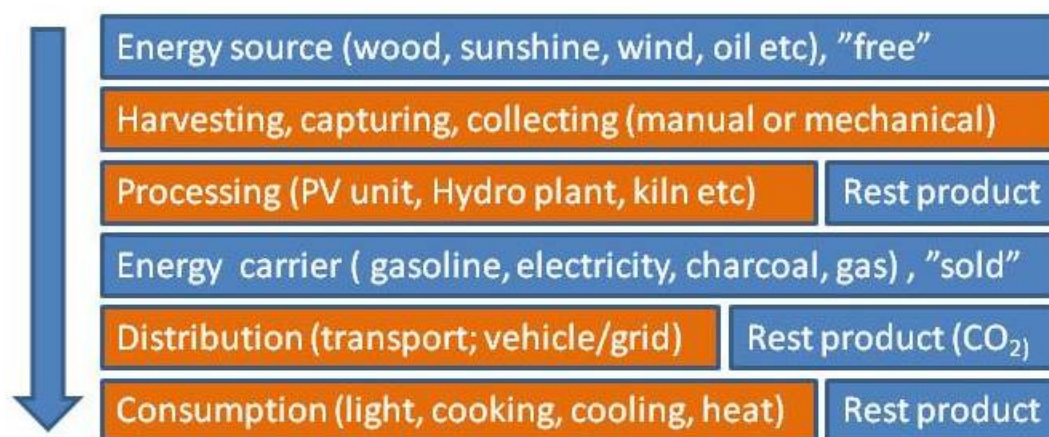 Energy source (wood, sunshine, wind, oil etc), ”free”
Harvesting, capturing, collecting (manual or mechanical)
Processing (PV unit, Hydro plant, kiln etc) Rest product
Energy carrier ( gasoline, electricity, charcoal, gas) , ”sold”
Distribution (transport; vehicle/grid) Rest product (CO₂)
Consumption (light, cooking, cooling, heat) Rest product